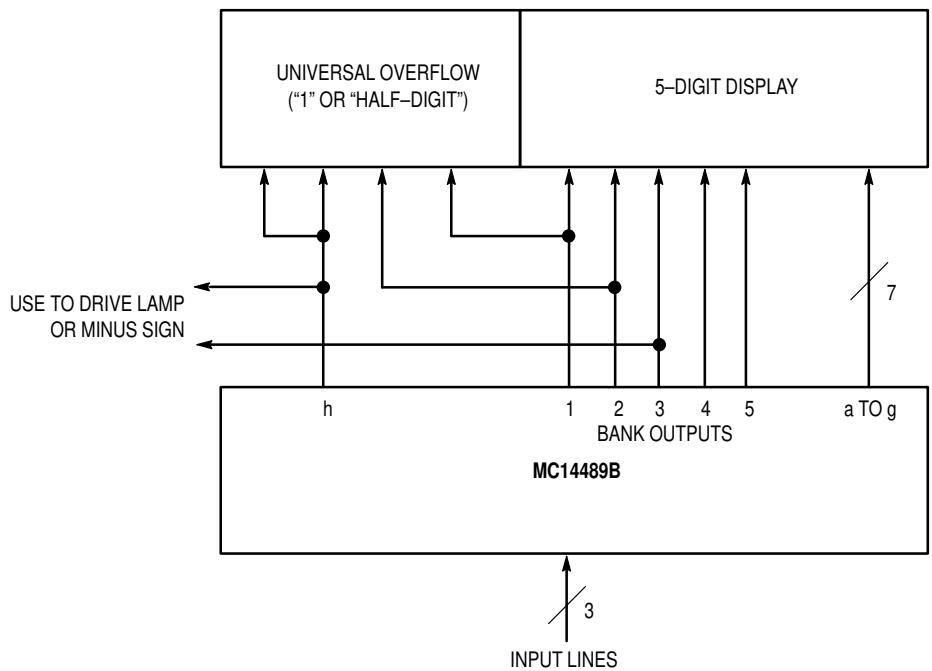 UNIVERSAL OVERFLOW
(“1” OR “HALF–DIGIT”)
5–DIGIT DISPLAY
USE TO DRIVE LAMP
OR MINUS SIGN
7
h
1 2 3 4 5
a TO g
BANK OUTPUTS
MC14489B
3
INPUT LINES